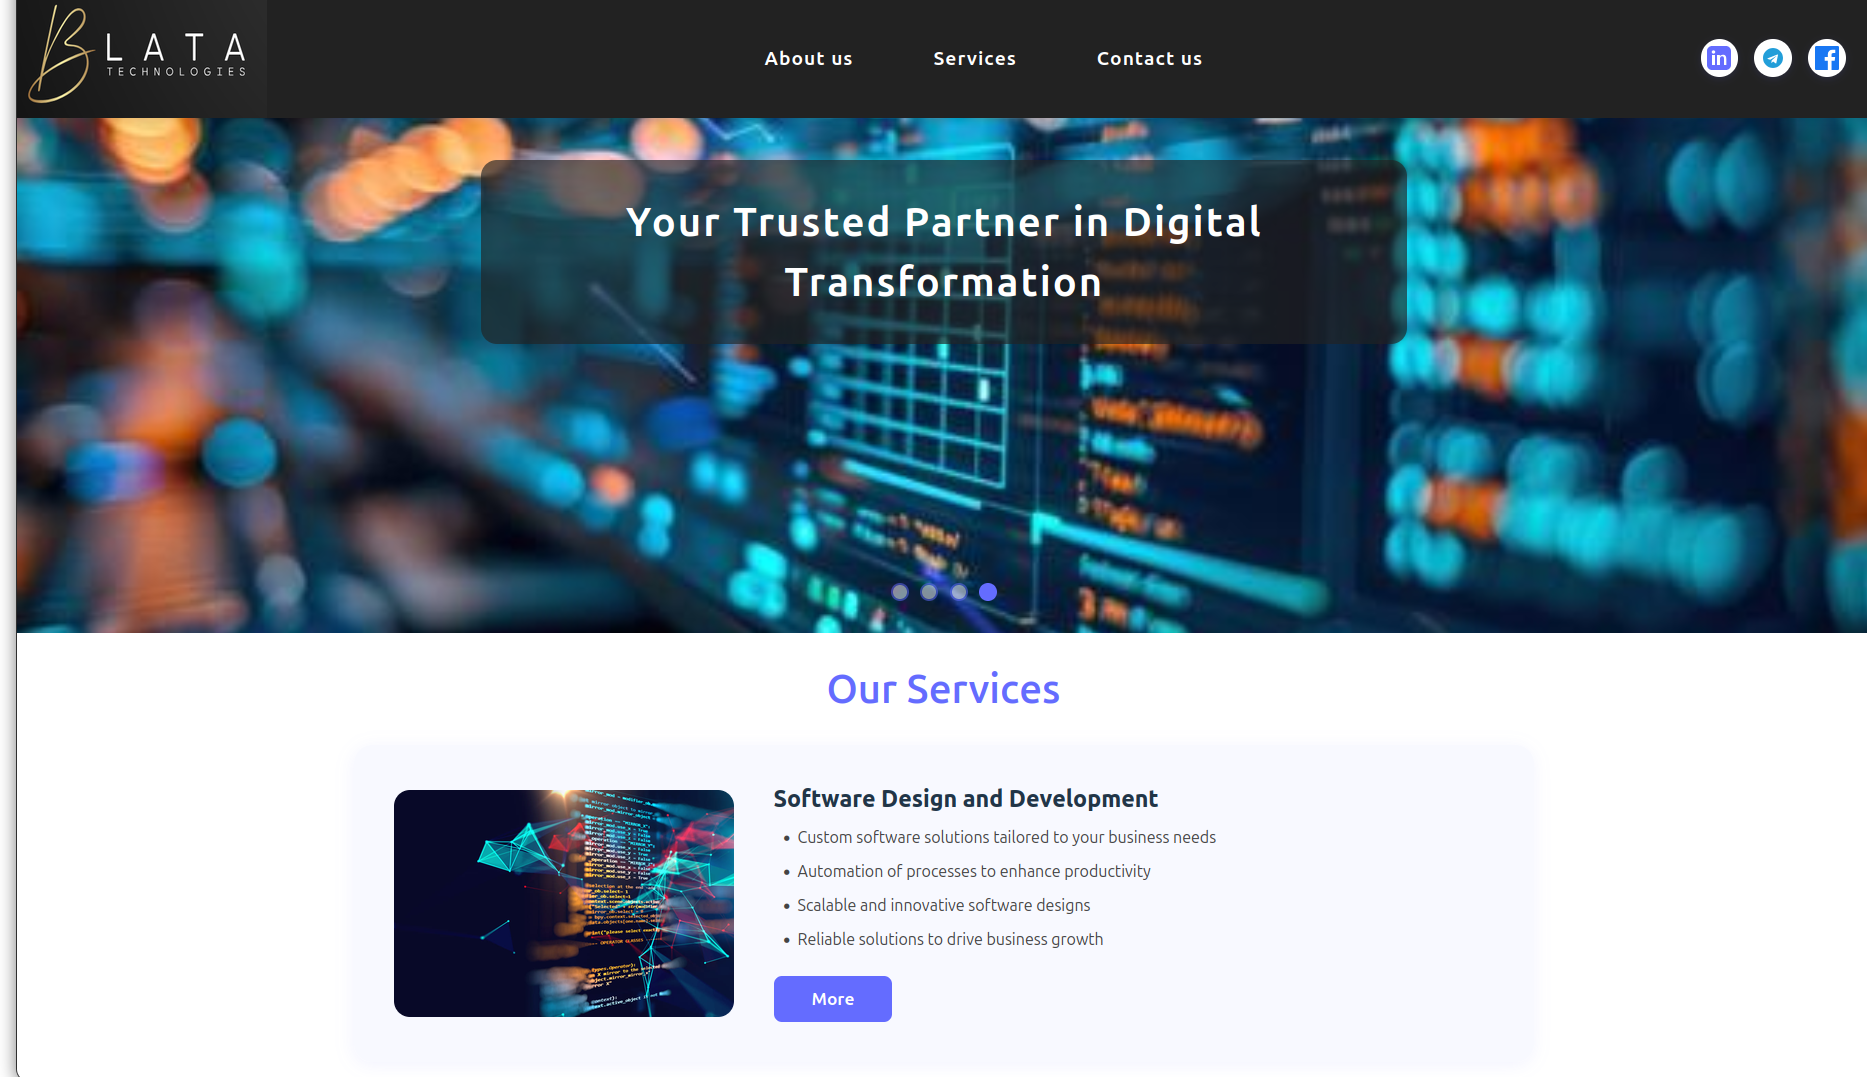 BLATA
TECHNOLOGIES
About us
Services
Contact us
in
Your Trusted Partner in Digital
Transformation
Our Services
Software Design and Development
• Custom software solutions tailored to your business needs
• Automation of processes to enhance productivity
• Scalable and innovative software designs
• Reliable solutions to drive business growth
More